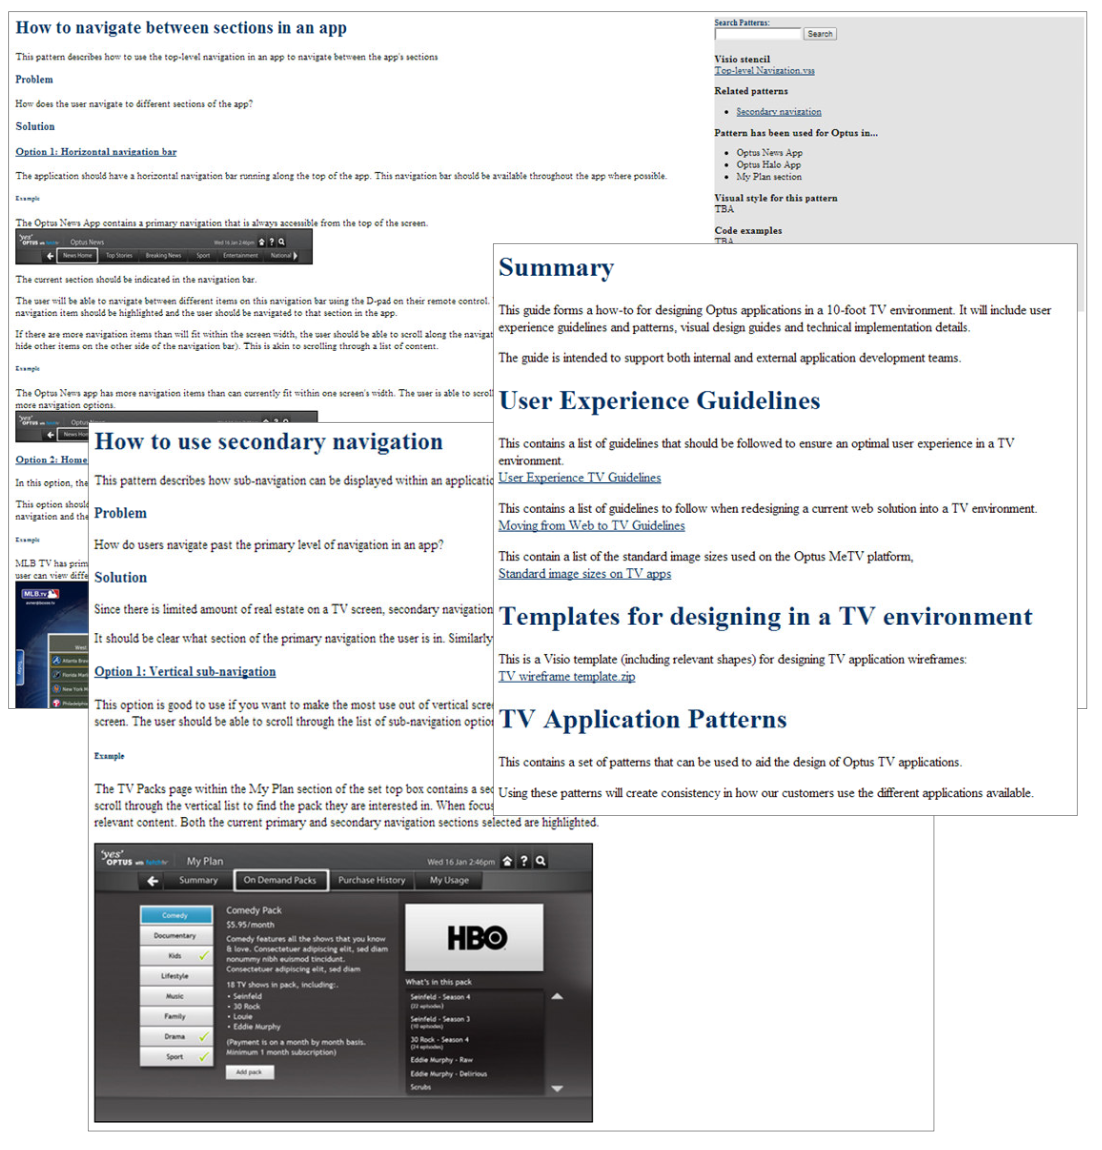 How to navigate between sections in an app
This pattern describes how to use the top-level navigation in an app to navigate between the app's sections
Problem
How does the user navigate to different sections of the app?
Solution
Option 1: Horizontal navigation bar
The application should have a horizontal navigation bar running along the top of the app. This navigation bar should be available throughout the app where possible.
Example
The Optus News App contains a primary navigation that is always accessible from the top of the screen.
'yes'
OPTUS with fetchtv Optus News Wed 16 Jan 2:46pm ? 
News Home Top Stories Breaking News Sport Entertainment National
The current section should be indicated in the navigation bar.
The user will be able to navigate between different items on this navigation bar using the D-pad on their remote control.
navigation item should be highlighted and the user should be navigated to that section in the app.
If there are more navigation items than will fit within the screen width, the user should be able to scroll along the navigat
hide other items on the other side of the navigation bar). This is akin to scrolling through a list of content.
Example
The Optus News app has more navigation items than can currently fit within one screen's width. The user is able to scroll
more navigation options.
'yes'
OPTUS
News Ho
Option 2: Home
In this option, the
This option shoul
navigation and the
Example
MLB TV has prim
user can view diffe
MLB.TV
Today
West
Atlanta Brav
Florida Marl
New York M
Philadelphia
Search Patterns:
Search
Visio stencil
Top-level Navigation.vss
Related patterns
• Secondary navigation
Pattern has been used for Optus in...
• Optus News App
• Optus Halo App
• My Plan section
Visual style for this pattern
TBA
Code examples
TBA
Summary
This guide forms a how-to for designing Optus applications in a 10-foot TV environment. It will include user
experience guidelines and patterns, visual design guides and technical implementation details.
The guide is intended to support both internal and external application development teams.
User Experience Guidelines
This contains a list of guidelines that should be followed to ensure an optimal user experience in a TV
environment.
User Experience TV Guidelines
This contains a list of guidelines to follow when redesigning a current web solution into a TV environment.
Moving from Web to TV Guidelines
This contain a list of the standard image sizes used on the Optus MeTV platform,
Standard image sizes on TV apps
Templates for designing in a TV environment
This is a Visio template (including relevant shapes) for designing TV application wireframes:
TV wireframe template.zip
TV Application Patterns
This contains a set of patterns that can be used to aid the design of Optus TV applications.
Using these patterns will create consistency in how our customers use the different applications available.
How to use secondary navigation
This pattern describes how sub-navigation can be displayed within an applicatio
Problem
How do users navigate past the primary level of navigation in an app?
Solution
Since there is limited amount of real estate on a TV screen, secondary navigation
It should be clear what section of the primary navigation the user is in. Similarly
Option 1: Vertical sub-navigation
This option is good to use if you want to make the most use out of vertical scree
screen. The user should be able to scroll through the list of sub-navigation option
Example
The TV Packs page within the My Plan section of the set top box contains a sec
scroll through the vertical list to find the pack they are interested in. When focus
relevant content. Both the current primary and secondary navigation sections selected are highlighted.
'yes'
OPTUS with fetchtv My Plan Wed 16 Jan 2:46pm ?
Summary On Demand Packs Purchase History My Usage
Comedy
Documentary
Kids
Lifestyle
Music
Family
Drama
Sport
Comedy Pack
$5.95/month
Comedy features all the shows that you know
& love. Consectetuer adipiscing elit, sed diam
nonummy nibh euismod tincidunt.
Consectetuer adipiscing elit, sed diam
18 TV shows in pack, including:.
• Seinfeld
• 30 Rock
• Louie
• Eddie Murphy
(Payment is on a month by month basis.
Minimum 1 month subscription)
Add pack
HBO
What's in this pack
Seinfeld - Season 4
(22 episodes)
Seinfeld - Season 3
(10 episodes)
30 Rock - Season 4
(24 episodes)
Eddie Murphy - Raw
Eddie Murphy - Delirious
Scrubs